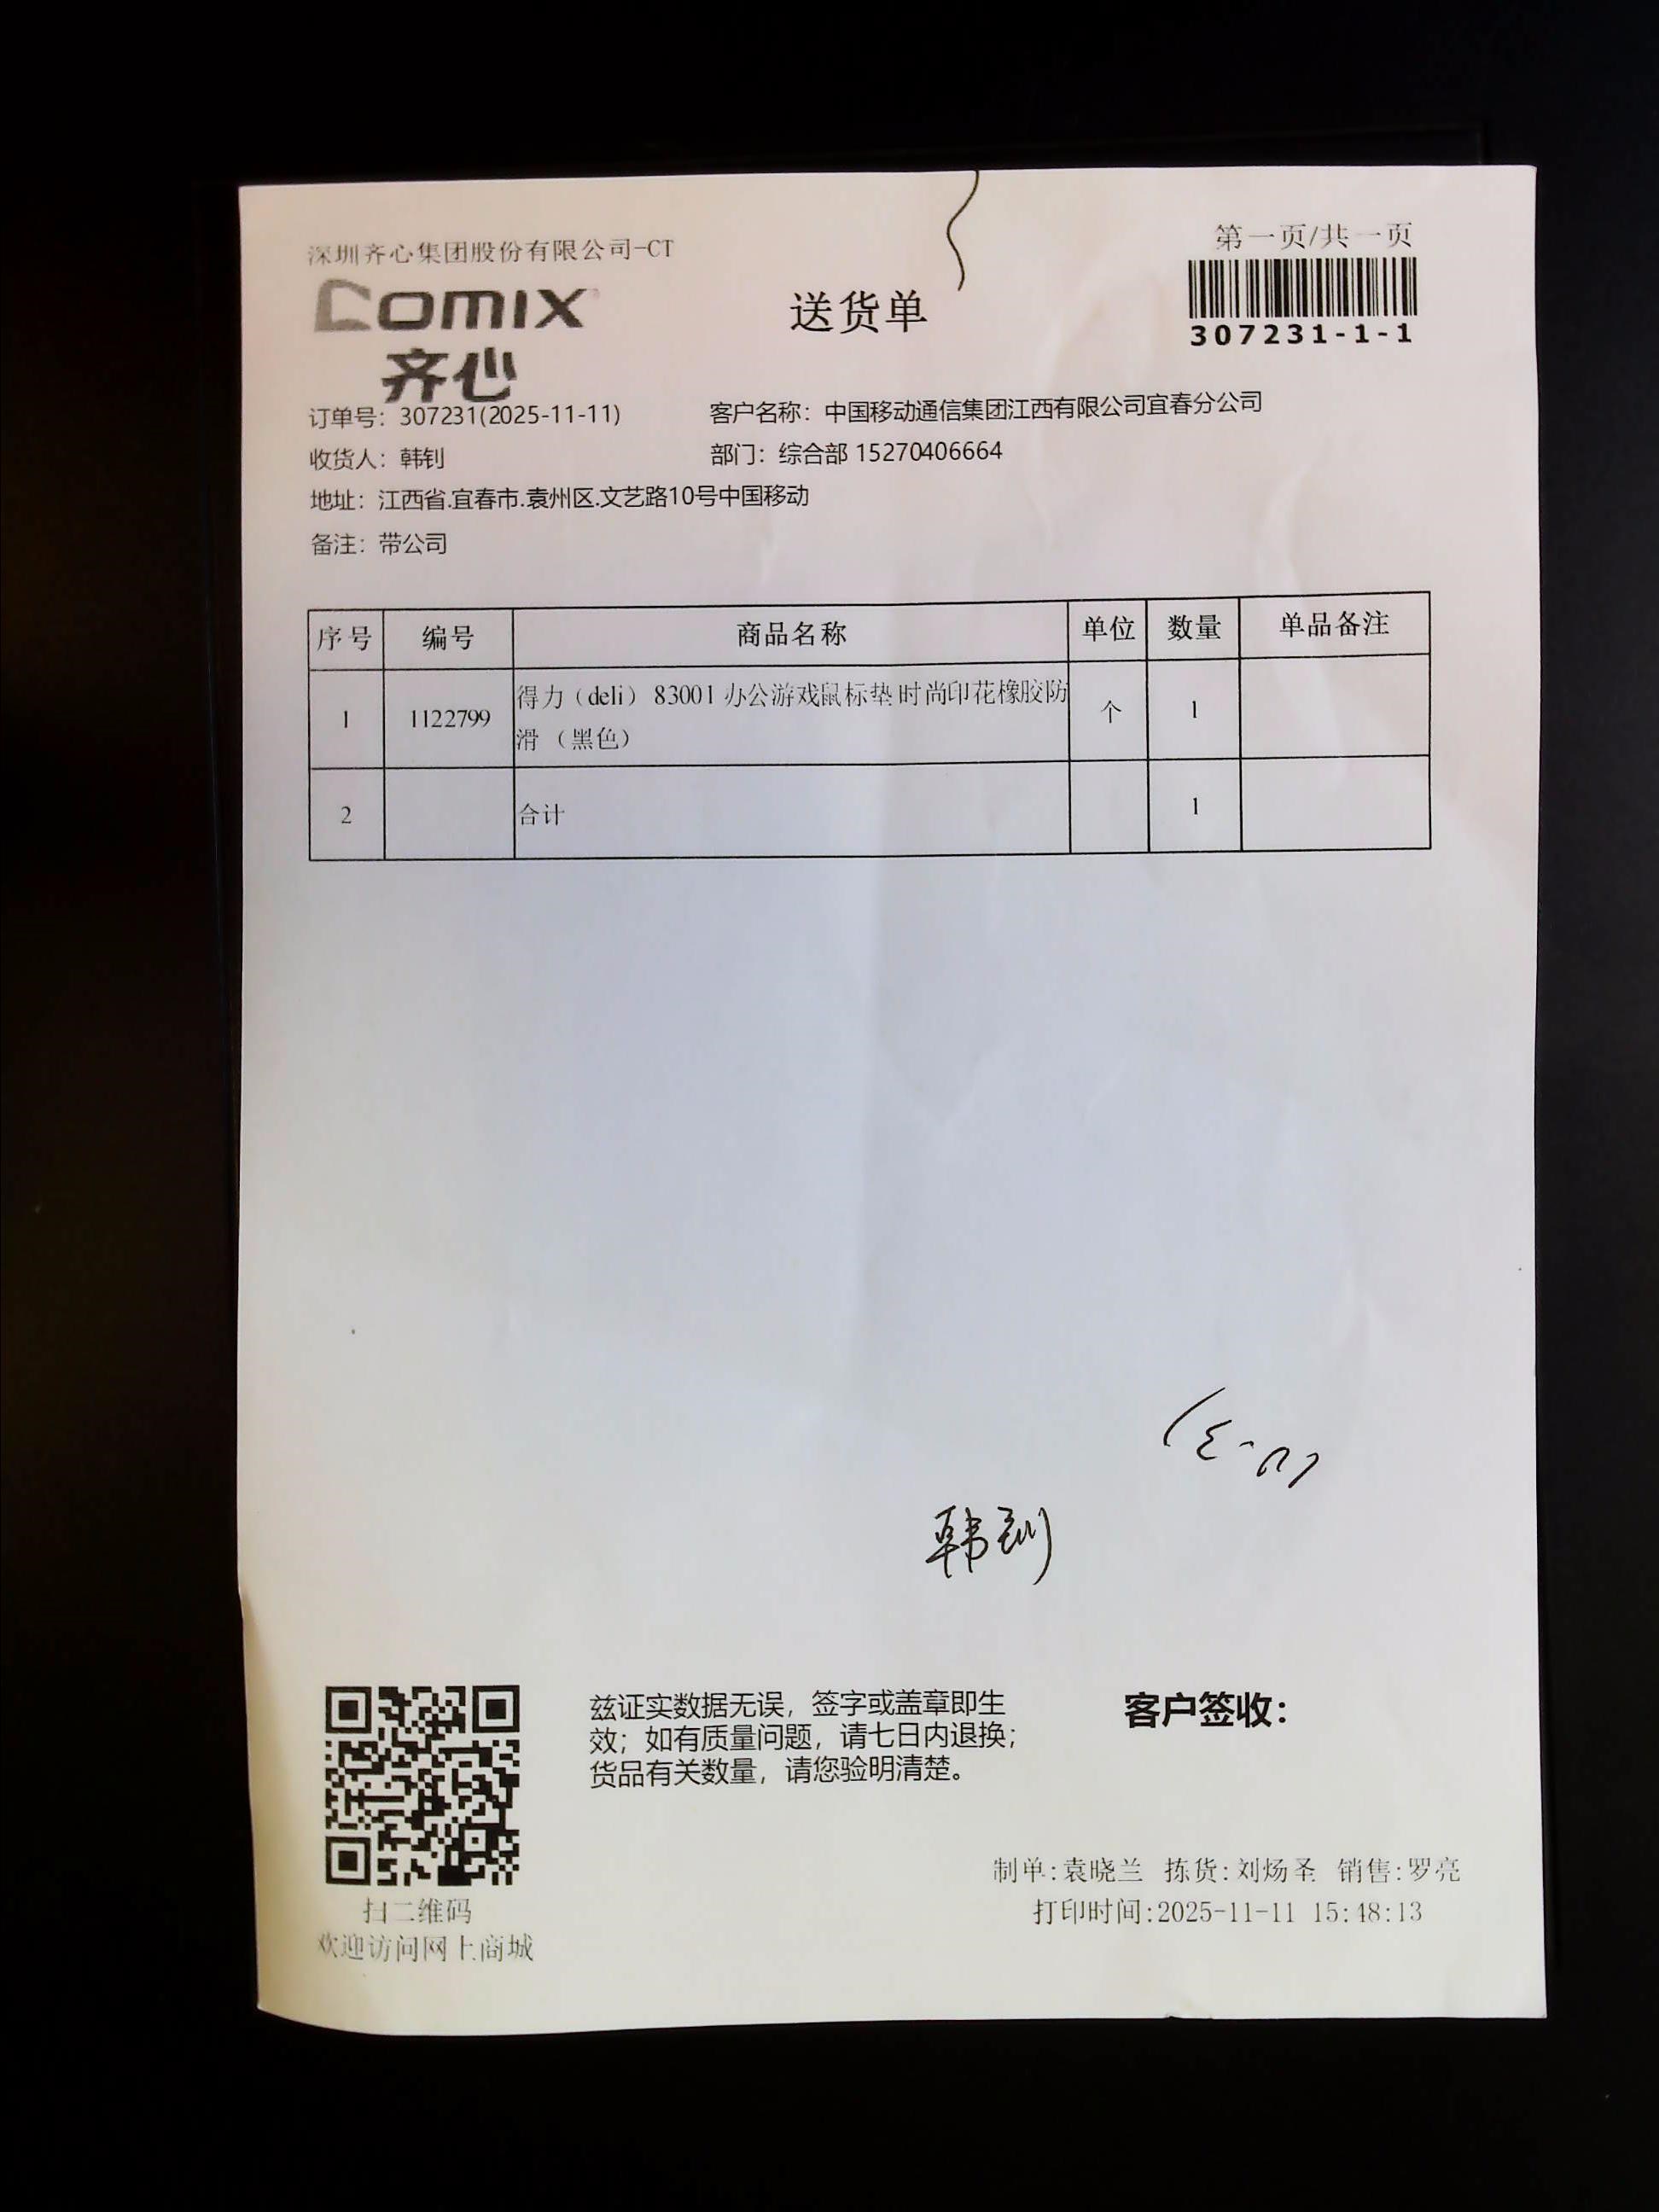 深圳齐心集团股份有限公司-CT
第一页/共一页
COMIX
齐心
送货单
307231-1-1
订单号：307231(2025-11-11)
客户名称：中国移动通信集团江西有限公司宜春分公司
收货人：韩钊
部门：综合部 15270406664
地址：江西省.宜春市.袁州区.文艺路10号中国移动
备注：带公司
序号 编号 商品名称 单位 数量 单品备注
1 1122799 得力（deli）83001 办公游戏鼠标垫时尚印花橡胶防 个 1
滑（黑色）
2 合计 1
韩钊
兹证实数据无误，签字或盖章即生
效；如有质量问题，请七日内退换；
货品有关数量，请您验明清楚。
客户签收：
制单:袁晓兰 拣货:刘炀圣 销售:罗亮
打印时间:2025-11-11 15:48:13
扫二维码
欢迎访问网上商城